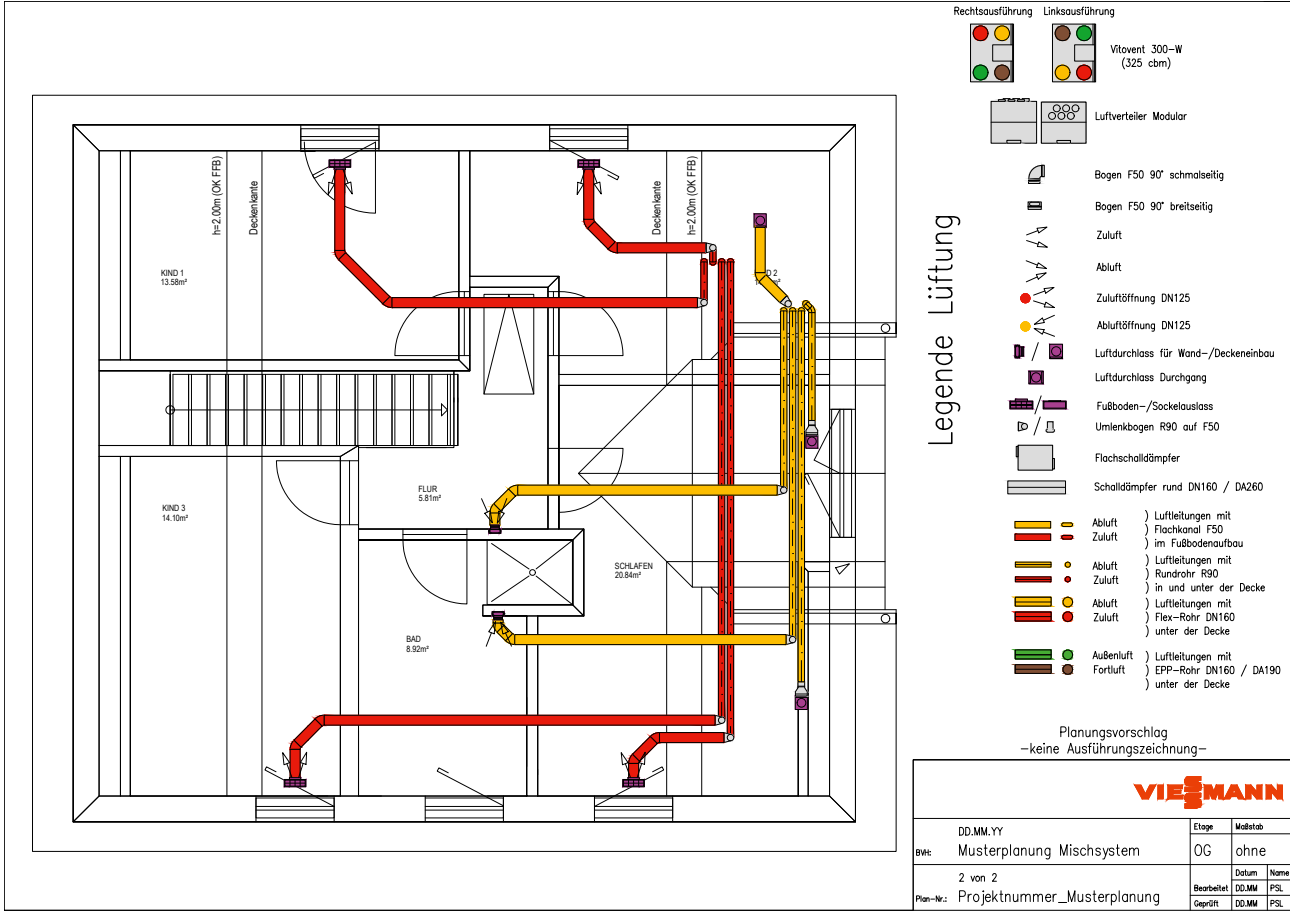 Rechtsausführung Linksausführung
Vitovent 300-W
(325 cbm)
Luftverteiler Modular
Bogen F50 90° schmalseitig
Bogen F50 90° breitseitig
Zuluft
Abluft
Zuluftöffnung DN125
Abluftöffnung DN125
Luftdurchlass für Wand-/Deckeneinbau
Luftdurchlass Durchgang
Fußboden-/Sockelauslass
Umlenkbogen R90 auf F50
Flachschalldämpfer
Schalldämpfer rund DN160 / DA260
Abluft ) Luftleitungen mit
Zuluft ) Flachkanal F50
) im Fußbodenaufbau
Abluft ) Luftleitungen mit
Zuluft ) Rundrohr R90
) in und unter der Decke
Abluft ) Luftleitungen mit
Zuluft ) Flex-Rohr DN160
) unter der Decke
Außenluft ) Luftleitungen mit
Fortluft ) EPP-Rohr DN160 / DA190
) unter der Decke
Legende Lüftung
h=2.00m (OK FFB)
Deckenkante
Deckenkante
h=2.00m (OK FFB)
KIND 1
13.58m²
D 2
m²
FLUR
5.81m²
KIND 3
14.10m²
SCHLAFEN
20.84m²
BAD
8.92m²
Planungsvorschlag
-keine Ausführungszeichnung-
VIESSMANN
DD.MM.YY
BVH: Musterplanung Mischsystem
Etage Maßstab
OG ohne
2 von 2
Plan-Nr.: Projektnummer_Musterplanung
Datum Name
Bearbeitet DD.MM PSL
Geprüft DD.MM PSL